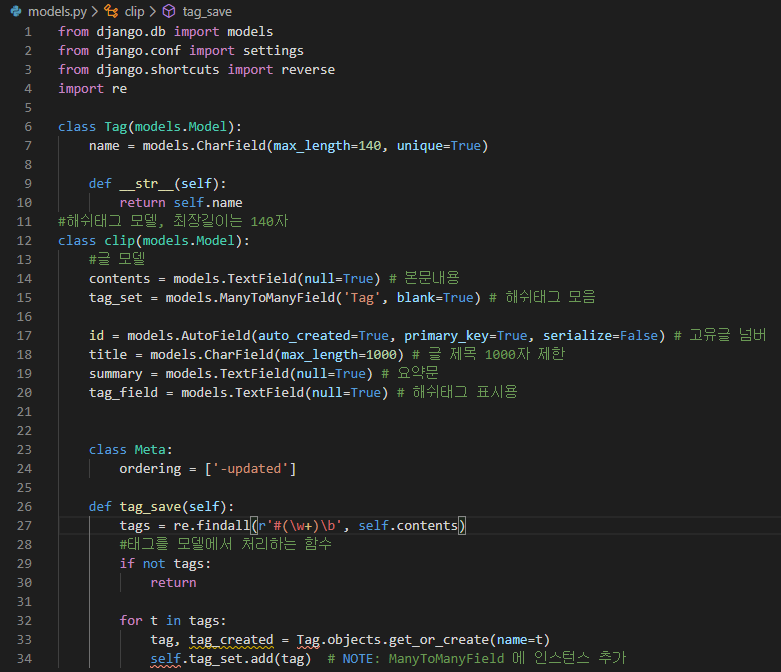 models.py > clip > tag_save
1 from django.db import models
2 from django.conf import settings
3 from django.shortcuts import reverse
4 import re
5
6 class Tag(models.Model):
7     name = models.CharField(max_length=140, unique=True)
8
9     def __str__(self):
10         return self.name
11 #해쉬태그 모델, 최장길이는 140자
12 class clip(models.Model):
13     #글 모델
14     contents = models.TextField(null=True) # 본문내용
15     tag_set = models.ManyToManyField('Tag', blank=True) # 해쉬태그 모음
16
17     id = models.AutoField(auto_created=True, primary_key=True, serialize=False) # 고유글 넘버
18     title = models.CharField(max_length=1000) # 글 제목 1000자 제한
19     summary = models.TextField(null=True) # 요약문
20     tag_field = models.TextField(null=True) # 해쉬태그 표시용
21
22
23     class Meta:
24         ordering = ['-updated']
25
26     def tag_save(self):
27         tags = re.findall(r'#(\w+)\b', self.contents)
28         #태그를 모델에서 처리하는 함수
29         if not tags:
30             return
31
32         for t in tags:
33             tag, tag_created = Tag.objects.get_or_create(name=t)
34             self.tag_set.add(tag)  # NOTE: ManyToManyField 에 인스턴스 추가